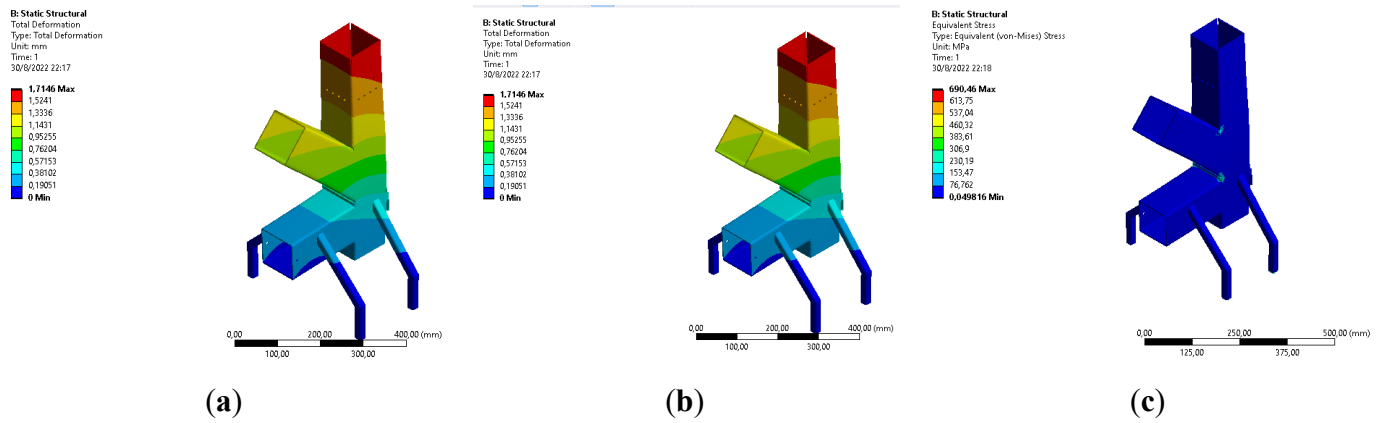 B: Static Structural
Total Deformation
Type: Total Deformation
Unit: mm
Time: 1
30/8/2022 22:17
1,7146 Max
1,5241
1,3336
1,1431
0,95255
0,76204
0,57153
0,38102
0,19051
0 Min
0,00 200,00 400,00 (mm)
100,00 300,00
(a)
B: Static Structural
Total Deformation
Type: Total Deformation
Unit: mm
Time: 1
30/8/2022 22:17
1,7146 Max
1,5241
1,3336
1,1431
0,95255
0,76204
0,57153
0,38102
0,19051
0 Min
0,00 200,00 400,00 (mm)
100,00 300,00
(b)
B: Static Structural
Equivalent Stress
Type: Equivalent (von-Mises) Stress
Unit: MPa
Time: 1
30/8/2022 22:18
690,46 Max
613,75
537,04
460,32
383,61
306,9
230,19
153,47
76,762
0,049816 Min
0,00 250,00 500,00 (mm)
125,00 375,00
(c)